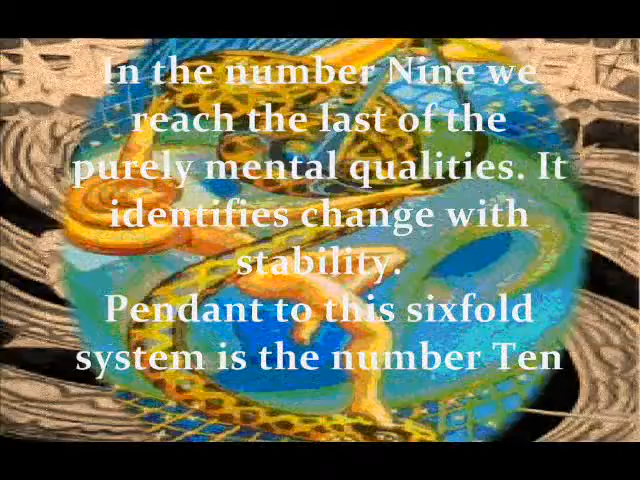 In the number Nine we
reach the last of the
purely mental qualities. It
identifies change with
stability.
Pendant to this sixfold
system is the number Ten